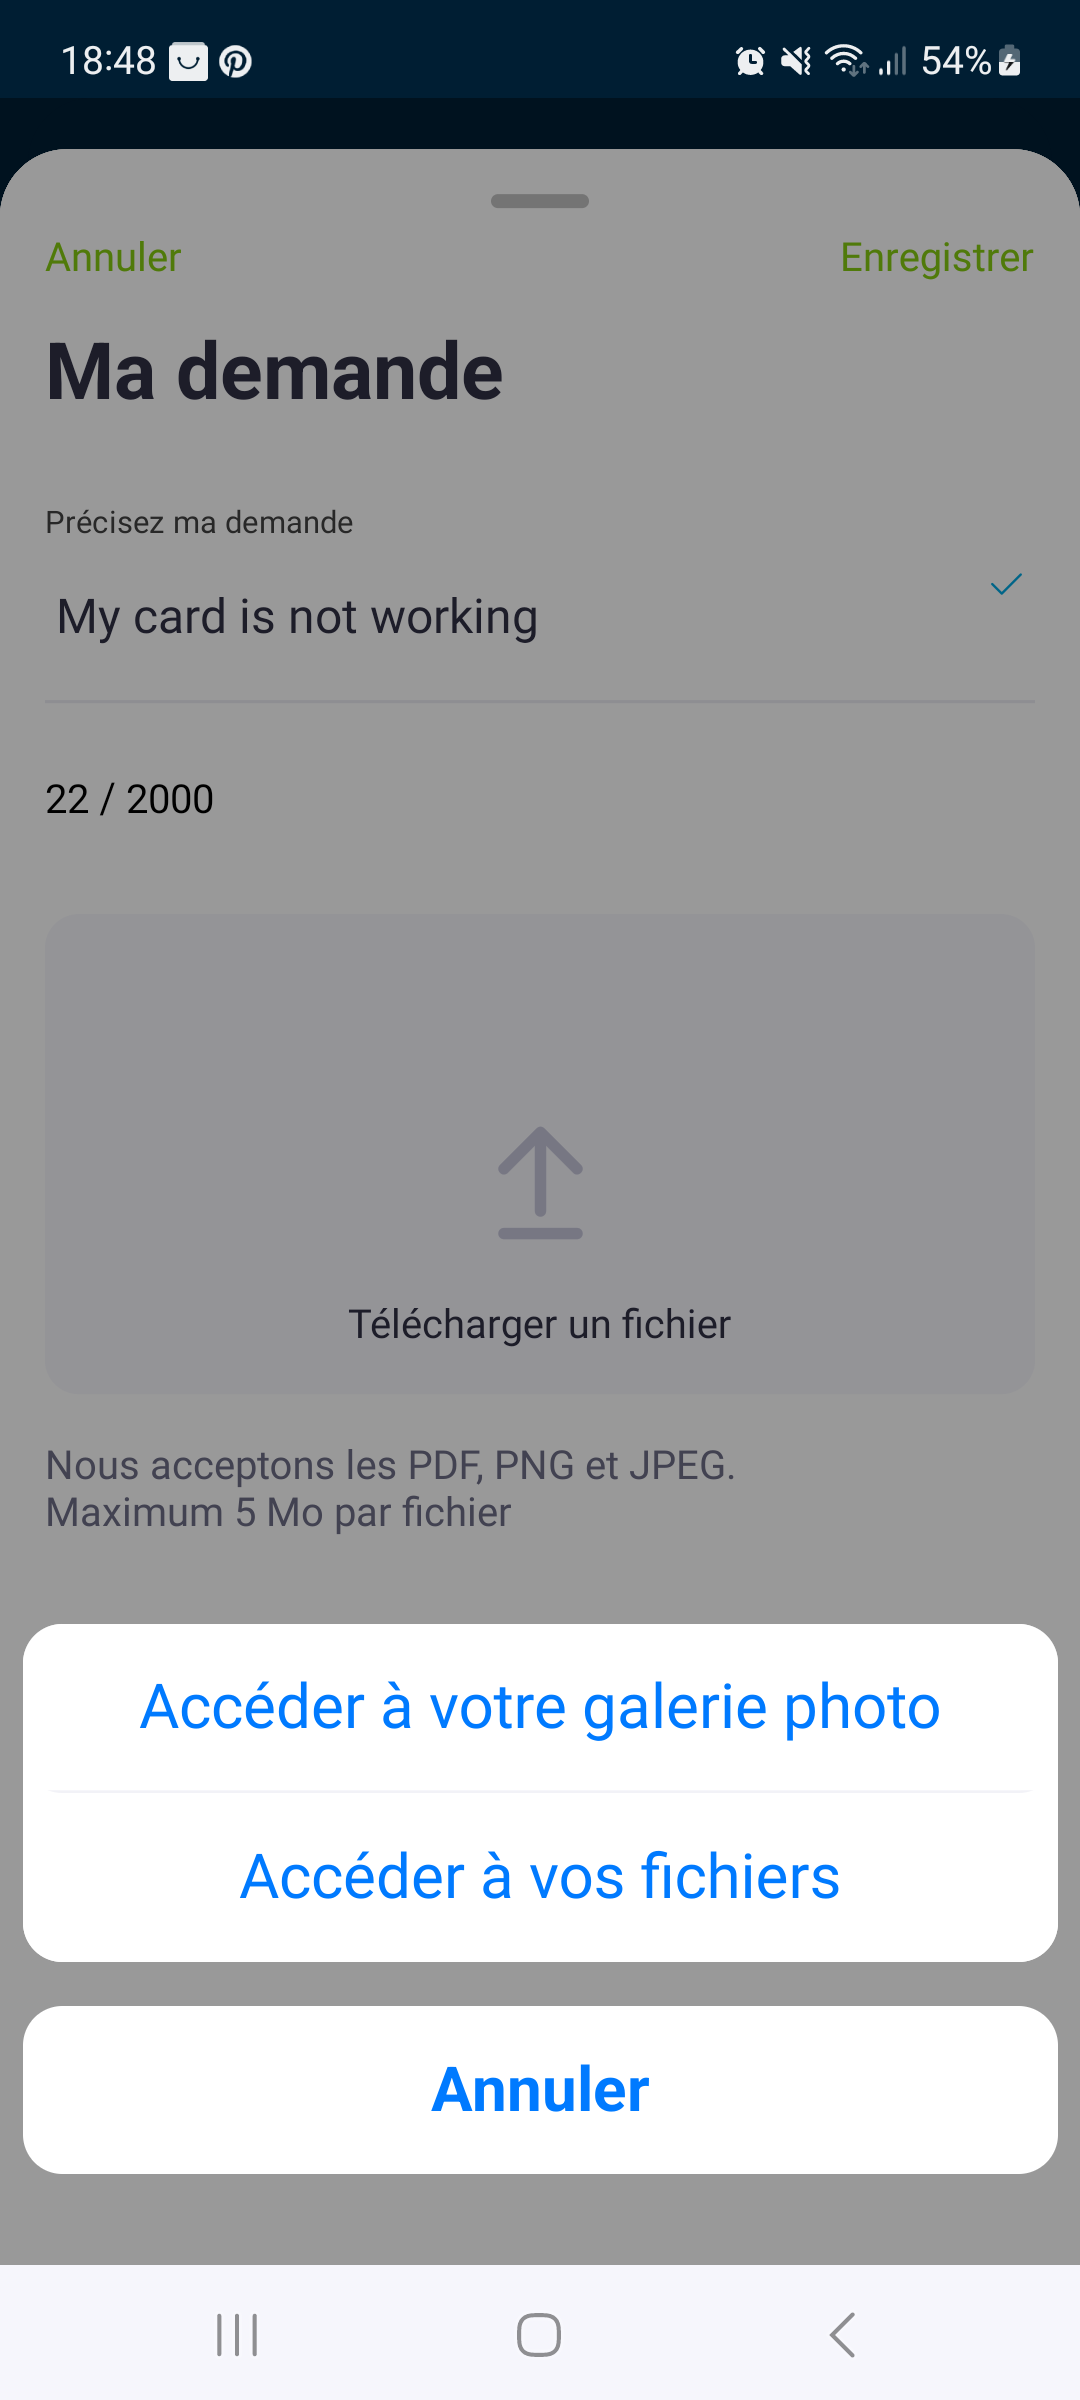 18:48
54%
Annuler
Enregistrer
Ma demande
Précisez ma demande
My card is not working
22 / 2000
Télécharger un fichier
Nous acceptons les PDF, PNG et JPEG.
Maximum 5 Mo par fichier
Accéder à votre galerie photo
Accéder à vos fichiers
Annuler